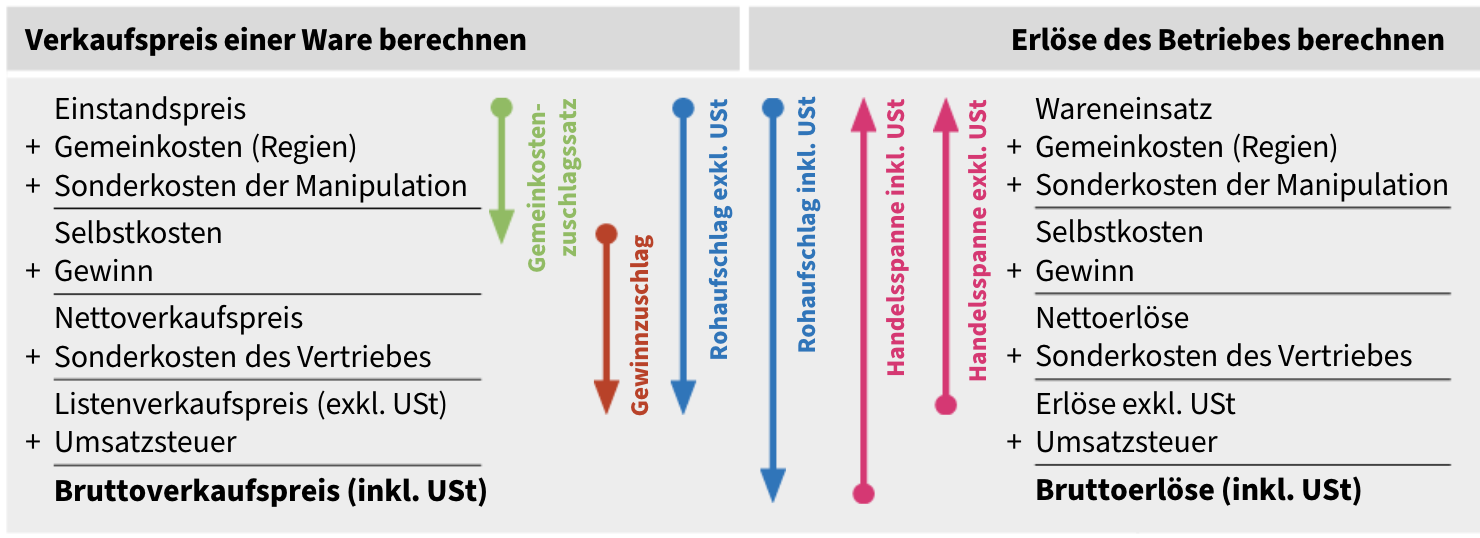 Verkaufspreis einer Ware berechnen
Einstandspreis
+ Gemeinkosten (Regien)
+ Sonderkosten der Manipulation
Selbstkosten
+ Gewinn
Nettoverkaufspreis
+ Sonderkosten des Vertriebes
Listenverkaufspreis (exkl. USt)
+ Umsatzsteuer
Bruttoverkaufspreis (inkl. USt)
Gemeinkosten-
zuschlagssatz
Gewinnzuschlag
Rohaufschlag exkl. USt
Rohaufschlag inkl. USt
Handelsspanne inkl. USt
Handelsspanne exkl. USt
Erlöse des Betriebes berechnen
Wareneinsatz
+ Gemeinkosten (Regien)
+ Sonderkosten der Manipulation
Selbstkosten
+ Gewinn
Nettoerlöse
+ Sonderkosten des Vertriebes
Erlöse exkl. USt
+ Umsatzsteuer
Bruttoerlöse (inkl. USt)